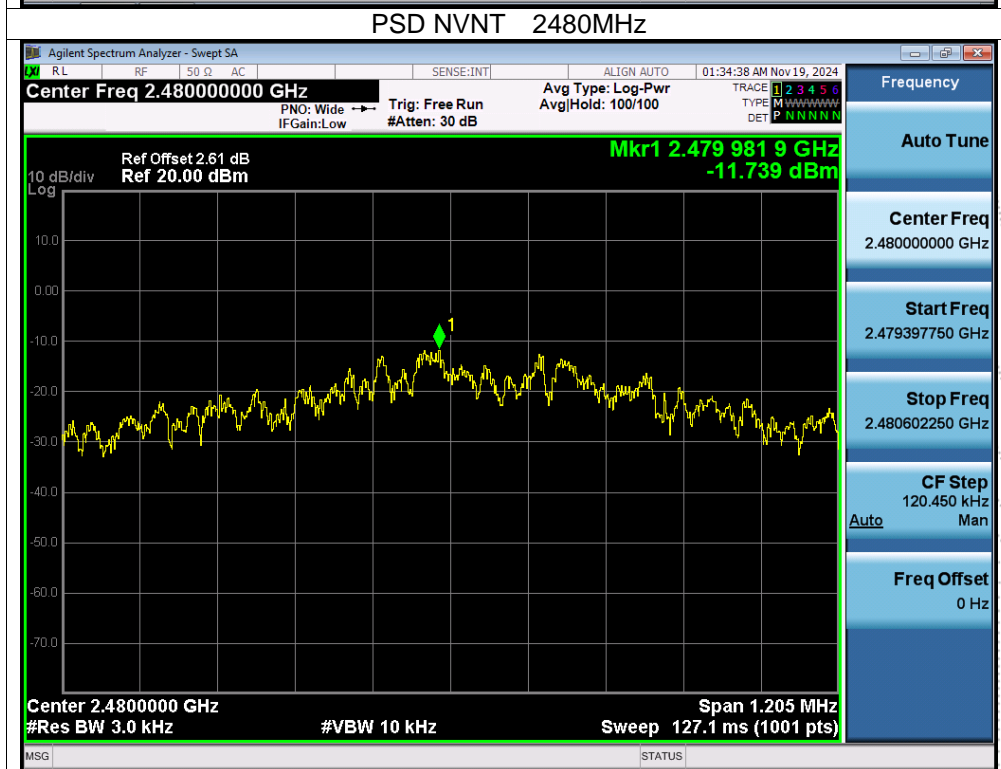 PSD NVNT 2480MHz
Agilent Spectrum Analyzer - Swept SA
LXI RL RF 50 Ω AC SENSE:INT ALIGN AUTO 01:34:38 AM Nov 19, 2024
Center Freq 2.480000000 GHz
PNO: Wide
IFGain:Low
Trig: Free Run
#Atten: 30 dB
Avg Type: Log-Pwr
Avg|Hold: 100/100
TRACE 1 2 3 4 5 6
TYPE M WWWWW
DET P N N N N N
Ref Offset 2.61 dB
10 dB/div Ref 20.00 dBm
Log
Mkr1 2.479 981 9 GHz
-11.739 dBm
10.0
0.00
-10.0
-20.0
-30.0
-40.0
-50.0
-60.0
-70.0
1
Center 2.4800000 GHz Span 1.205 MHz
#Res BW 3.0 kHz #VBW 10 kHz Sweep 127.1 ms (1001 pts)
MSG STATUS
Frequency
Auto Tune
Center Freq
2.480000000 GHz
Start Freq
2.479397750 GHz
Stop Freq
2.480602250 GHz
CF Step
120.450 kHz
Auto Man
Freq Offset
0 Hz